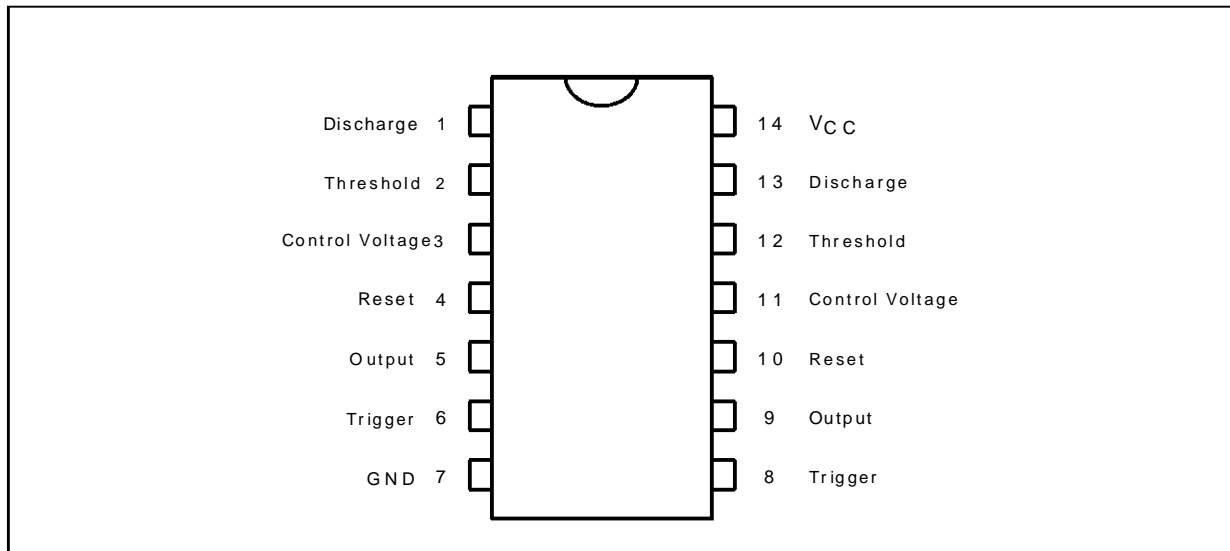 Discharge 1
14 VCC
Threshold 2
13 Discharge
Control Voltage 3
12 Threshold
Reset 4
11 Control Voltage
Output 5
10 Reset
Trigger 6
9 Output
GND 7
8 Trigger